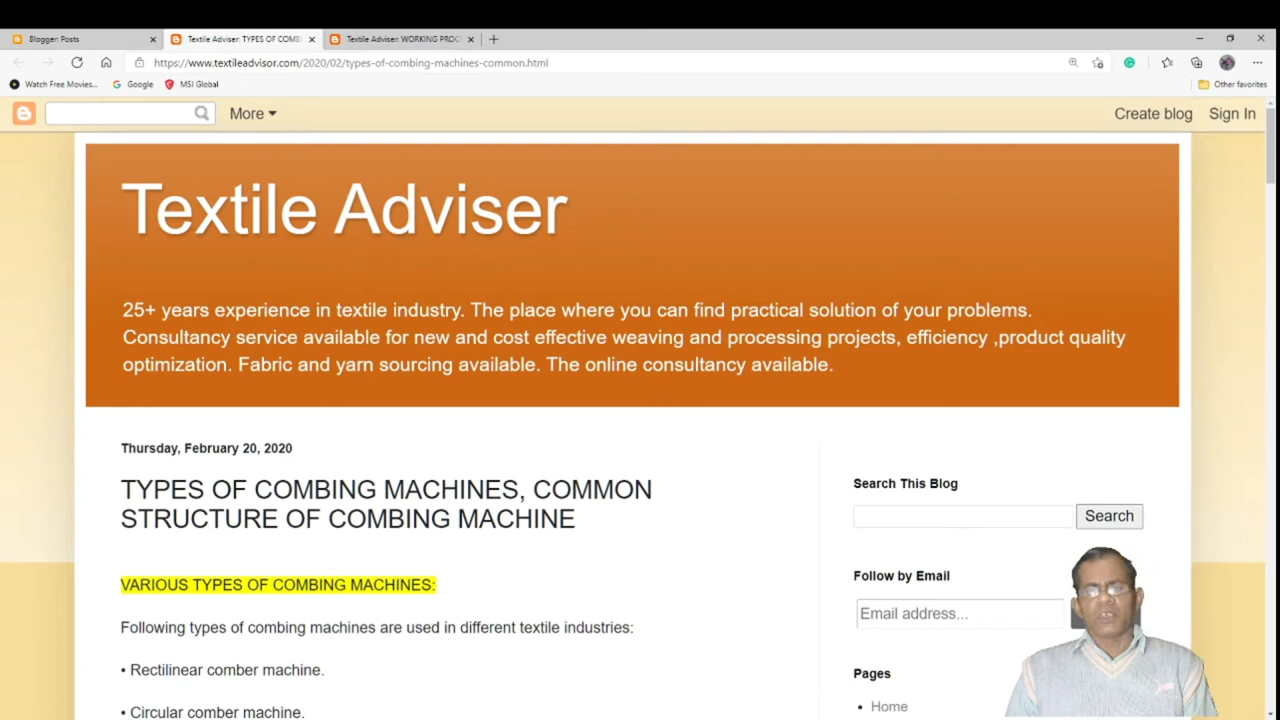 Blogger: Posts
Textile Adviser: TYPES OF COMB
Textile Adviser: WORKING PROC
https://www.textileadvisor.com/2020/02/types-of-combing-machines-common.html
Watch Free Movies...
Google
MSI Global
Other favorites
More
Create blog
Sign In
Textile Adviser
25+ years experience in textile industry. The place where you can find practical solution of your problems.
Consultancy service available for new and cost effective weaving and processing projects, efficiency ,product quality
optimization. Fabric and yarn sourcing available. The online consultancy available.
Thursday, February 20, 2020
TYPES OF COMBING MACHINES, COMMON
STRUCTURE OF COMBING MACHINE
VARIOUS TYPES OF COMBING MACHINES:
Following types of combing machines are used in different textile industries:
• Rectilinear comber machine.
• Circular comber machine.
Search This Blog
Search
Follow by Email
Email address...
Pages
• Home